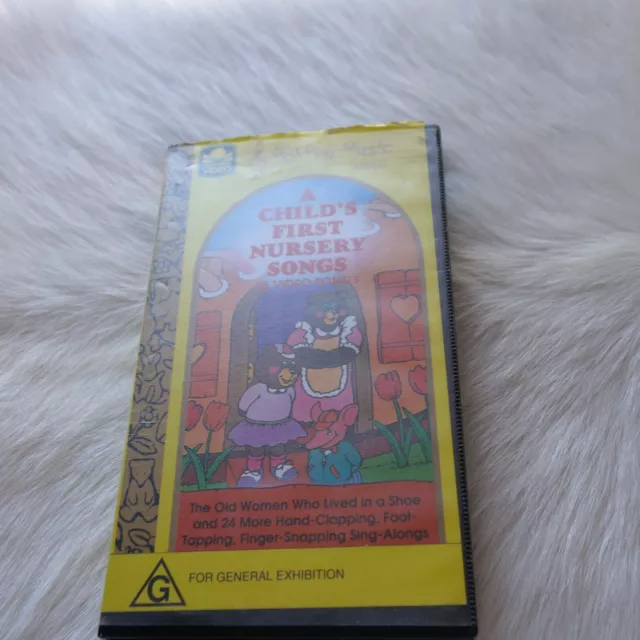 A
CHILD'S
FIRST
NURSERY
SONGS
The Old Women Who Lived in a Shoe
and 24 More Hand-Clapping, Foot-
Tapping, Finger-Snapping Sing-Alongs
G
FOR GENERAL EXHIBITION